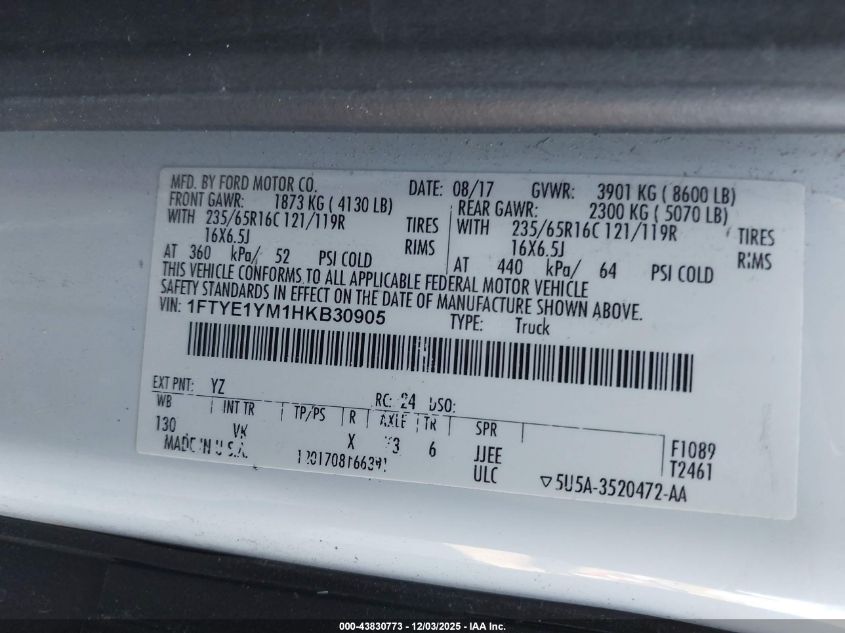 MFD. BY FORD MOTOR CO. DATE: 08/17 GVWR: 3901 KG ( 8600 LB)
FRONT GAWR: 1873 KG ( 4130 LB) REAR GAWR: 2300 KG ( 5070 LB)
WITH 235/65R16C 121/119R TIRES WITH 235/65R16C 121/119R TIRES
16X6.5J RIMS 16X6.5J RIMS
AT 360 kPa/ 52 PSI COLD AT 440 kPa/ 64 PSI COLD
THIS VEHICLE CONFORMS TO ALL APPLICABLE FEDERAL MOTOR VEHICLE
SAFETY STANDARDS IN EFFECT ON THE DATE OF MANUFACTURE SHOWN ABOVE.
VIN: 1FTYE1YM1HKB30905 TYPE: Truck
EXT PNT: YZ RC: 24 DSO:
WB INT TR TP/PS R AXLE TR SPR
130 VK X 6 JJEE F1089
MADE IN U.S.A. ULC T2461
▽5U5A-3520472-AA
000-43830773 - 12/03/2025 - IAA Inc.